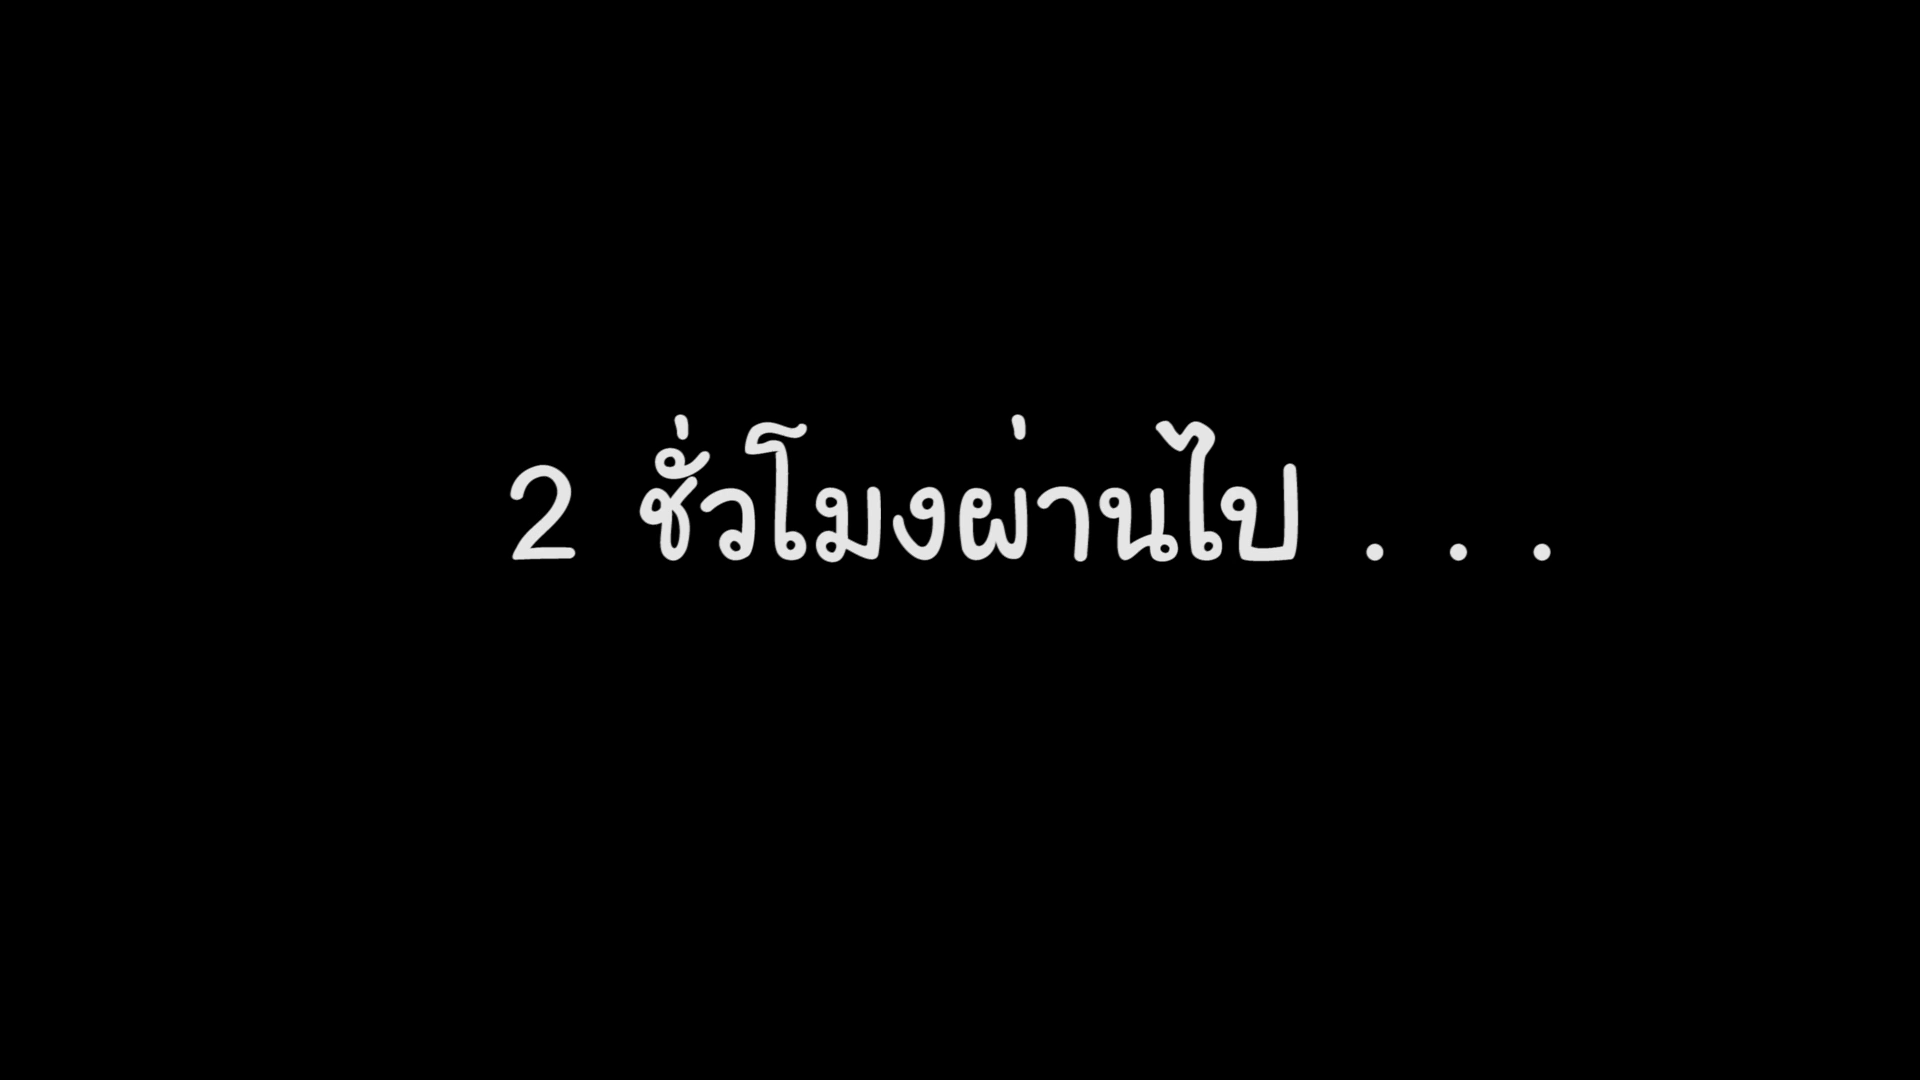 2 ชั่วโมงผ่านไป . . .